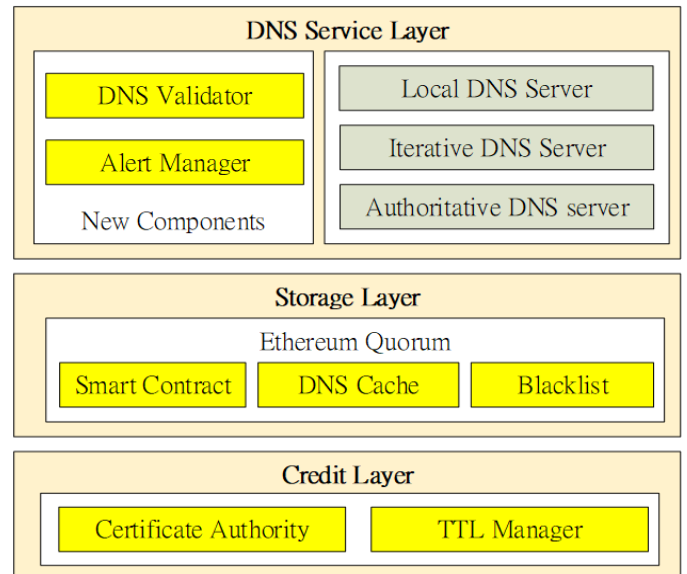 DNS Service Layer
DNS Validator
Alert Manager
New Components
Local DNS Server
Iterative DNS Server
Authoritative DNS server
Storage Layer
Ethereum Quorum
Smart Contract
DNS Cache
Blacklist
Credit Layer
Certificate Authority
TTL Manager